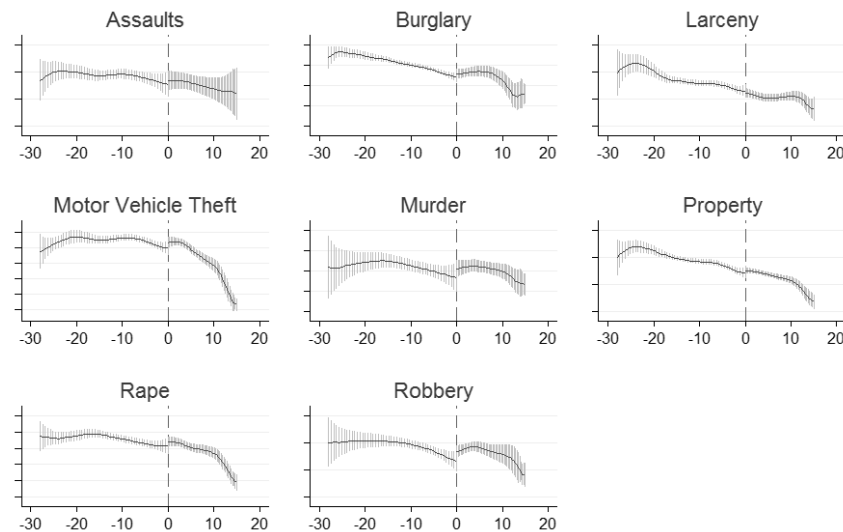 Assaults Burglary Larceny
-30 -20 -10 0 10 20 -30 -20 -10 0 10 20 -30 -20 -10 0 10 20
Motor Vehicle Theft Murder Property
-30 -20 -10 0 10 20 -30 -20 -10 0 10 20 -30 -20 -10 0 10 20
Rape Robbery
-30 -20 -10 0 10 20 -30 -20 -10 0 10 20